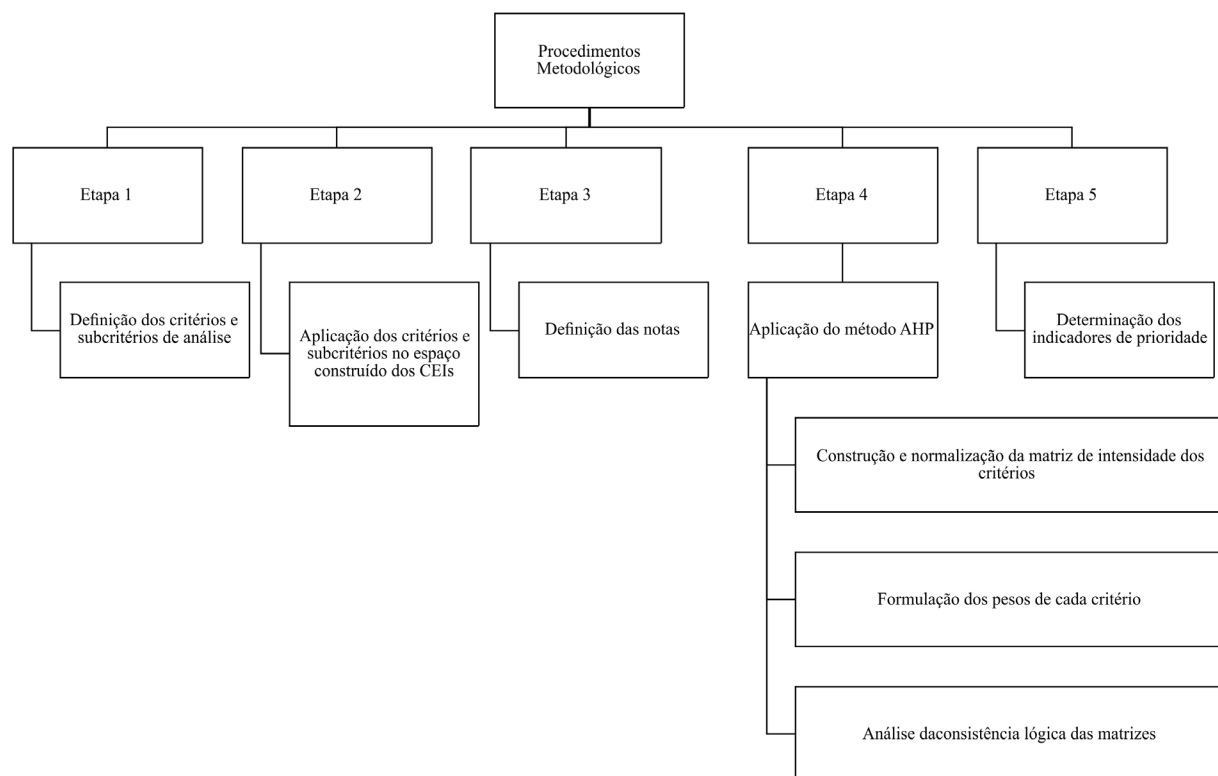 Procedimentos
Metodológicos
Etapa 1
Etapa 2
Etapa 3
Etapa 4
Etapa 5
Definição dos critérios e
subcritérios de análise
Aplicação dos critérios e
subcritérios no espaço
construído dos CEIs
Definição das notas
Aplicação do método AHP
Determinação dos
indicadores de prioridade
Construção e normalização da matriz de intensidade dos
critérios
Formulação dos pesos de cada critério
Análise daconsistência lógica das matrizes